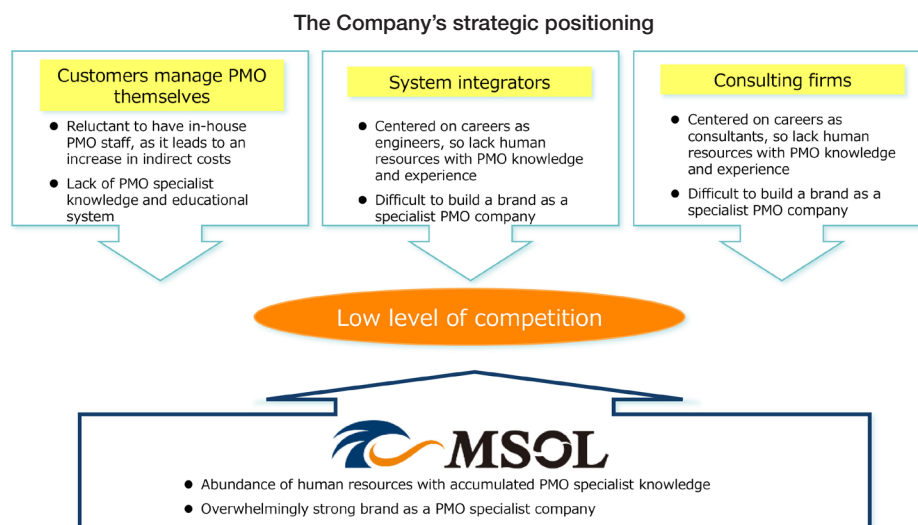 The Company's strategic positioning
Customers manage PMO
themselves
● Reluctant to have in-house
PMO staff, as it leads to an
increase in indirect costs
● Lack of PMO specialist
knowledge and educational
system
System integrators
● Centered on careers as
engineers, so lack human
resources with PMO knowledge
and experience
● Difficult to build a brand as a
specialist PMO company
Consulting firms
● Centered on careers as
consultants, so lack human
resources with PMO knowledge
and experience
● Difficult to build a brand as a
specialist PMO company
Low level of competition
MSOL
● Abundance of human resources with accumulated PMO specialist knowledge
● Overwhelmingly strong brand as a PMO specialist company